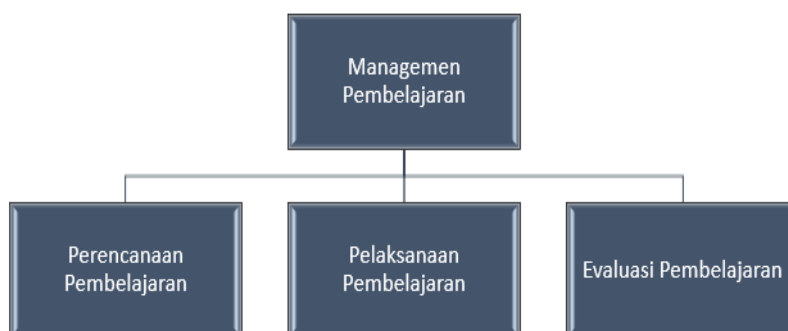 Managemen
Pembelajaran
Perencanaan
Pembelajaran
Pelaksanaan
Pembelajaran
Evaluasi Pembelajaran